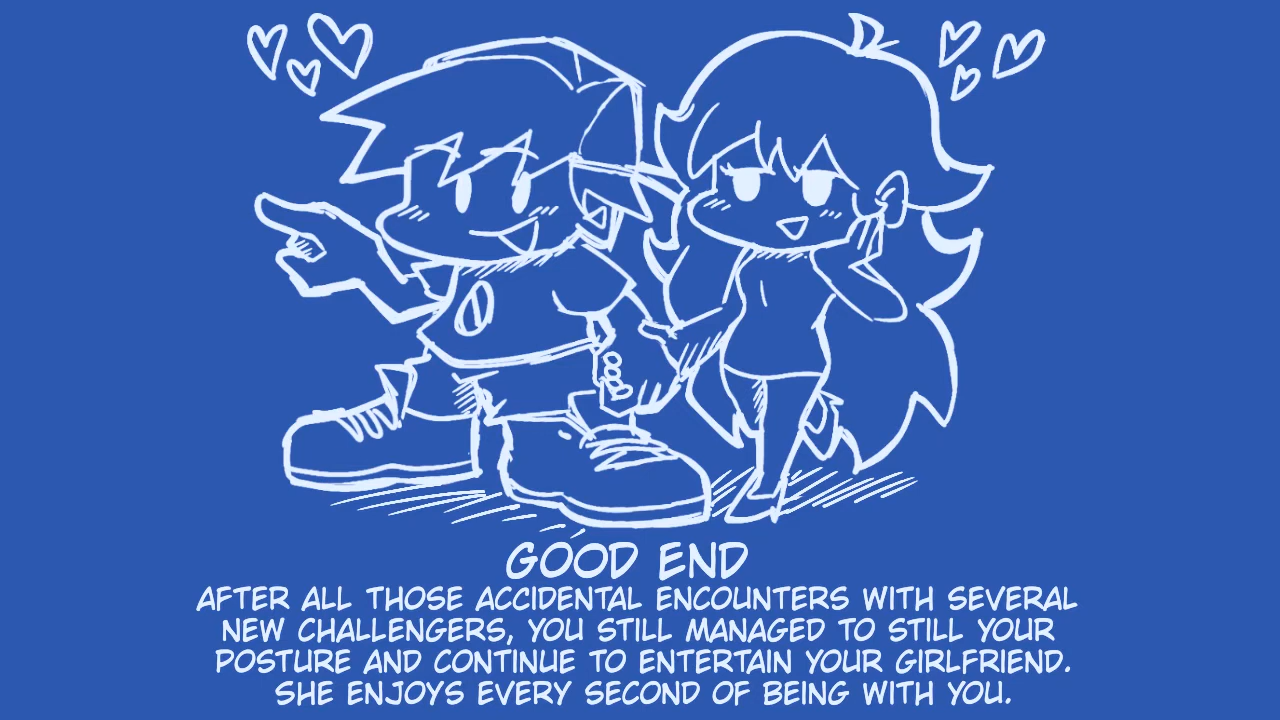 GOOD END
AFTER ALL THOSE ACCIDENTAL ENCOUNTERS WITH SEVERAL
NEW CHALLENGERS, YOU STILL MANAGED TO STILL YOUR
POSTURE AND CONTINUE TO ENTERTAIN YOUR GIRLFRIEND.
SHE ENJOYS EVERY SECOND OF BEING WITH YOU.